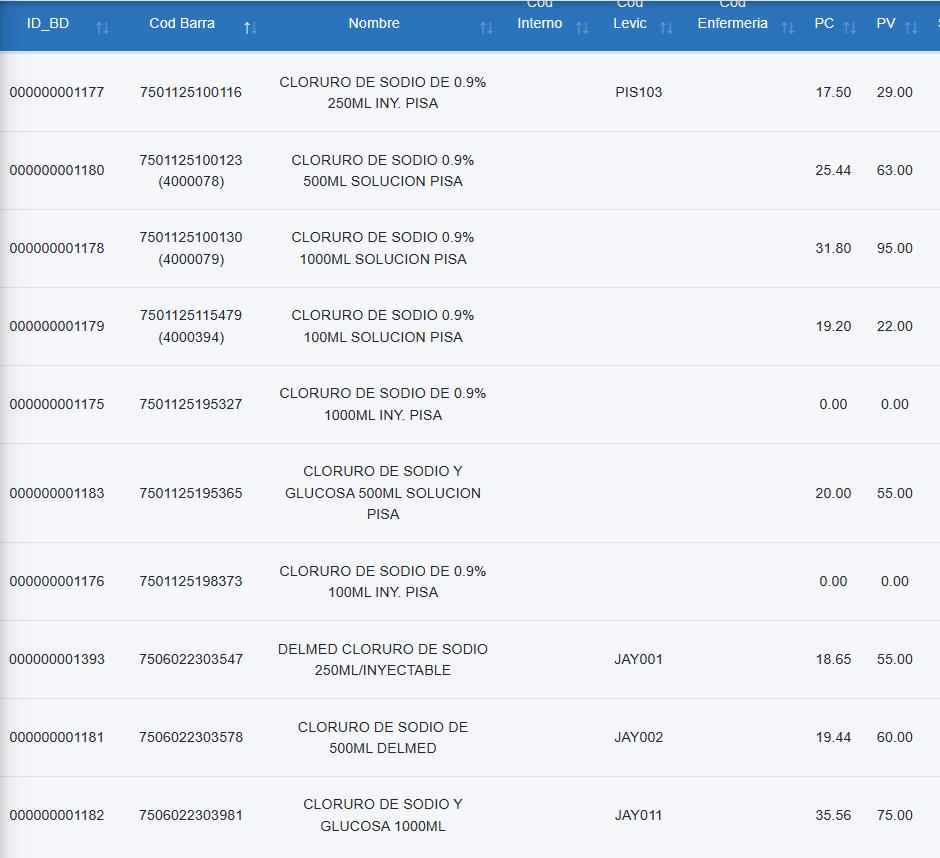 ID_BD Cod Barra Nombre Cod Interno Cod Levic Cod Enfermeria PC PV
000000001177 7501125100116 CLORURO DE SODIO DE 0.9% PIS103 17.50 29.00
250ML INY. PISA
000000001180 7501125100123 CLORURO DE SODIO 0.9% 25.44 63.00
(4000078) 500ML SOLUCION PISA
000000001178 7501125100130 CLORURO DE SODIO 0.9% 31.80 95.00
(4000079) 1000ML SOLUCION PISA
000000001179 7501125115479 CLORURO DE SODIO 0.9% 19.20 22.00
(4000394) 100ML SOLUCION PISA
000000001175 7501125195327 CLORURO DE SODIO DE 0.9% 0.00 0.00
1000ML INY. PISA
000000001183 7501125195365 CLORURO DE SODIO Y 20.00 55.00
GLUCOSA 500ML SOLUCION
PISA
000000001176 7501125198373 CLORURO DE SODIO DE 0.9% 0.00 0.00
100ML INY. PISA
000000001393 7506022303547 DELMED CLORURO DE SODIO JAY001 18.65 55.00
250ML/INYECTABLE
000000001181 7506022303578 CLORURO DE SODIO DE JAY002 19.44 60.00
500ML DELMED
000000001182 7506022303981 CLORURO DE SODIO Y JAY011 35.56 75.00
GLUCOSA 1000ML